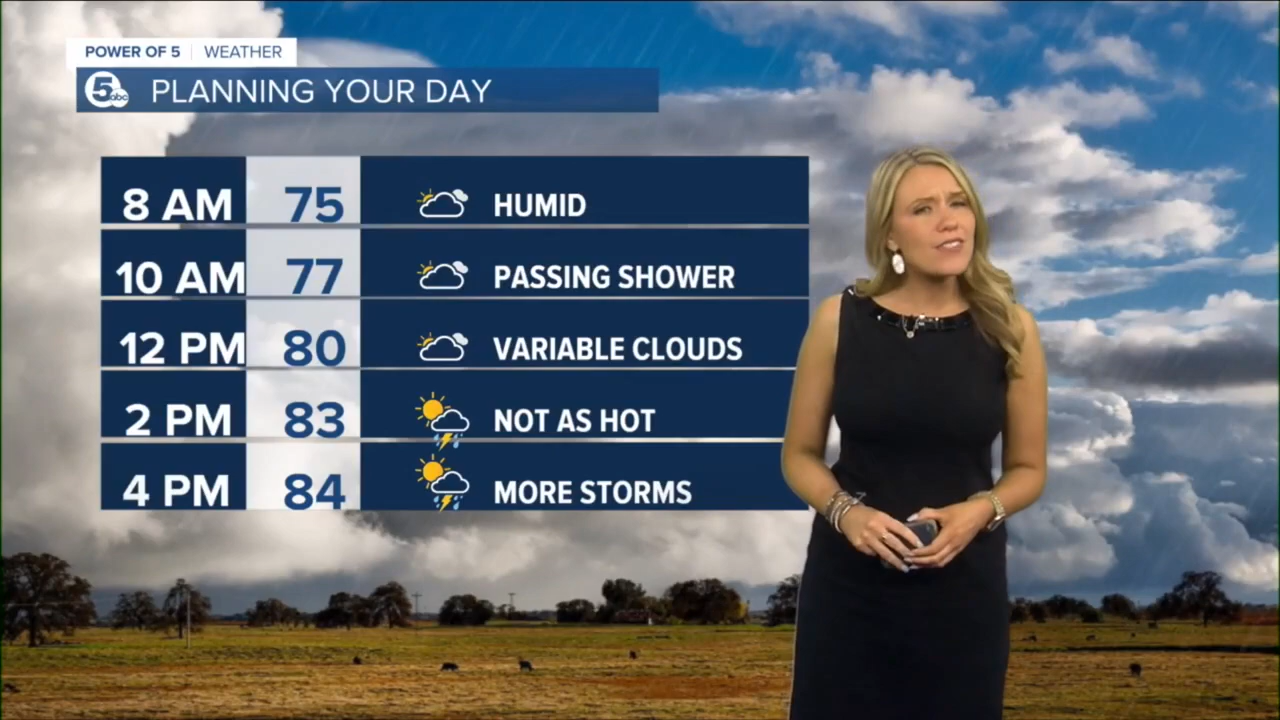 POWER OF 5 | WEATHER
5 abc PLANNING YOUR DAY
8 AM 75 HUMID
10 AM 77 PASSING SHOWER
12 PM 80 VARIABLE CLOUDS
2 PM 83 NOT AS HOT
4 PM 84 MORE STORMS